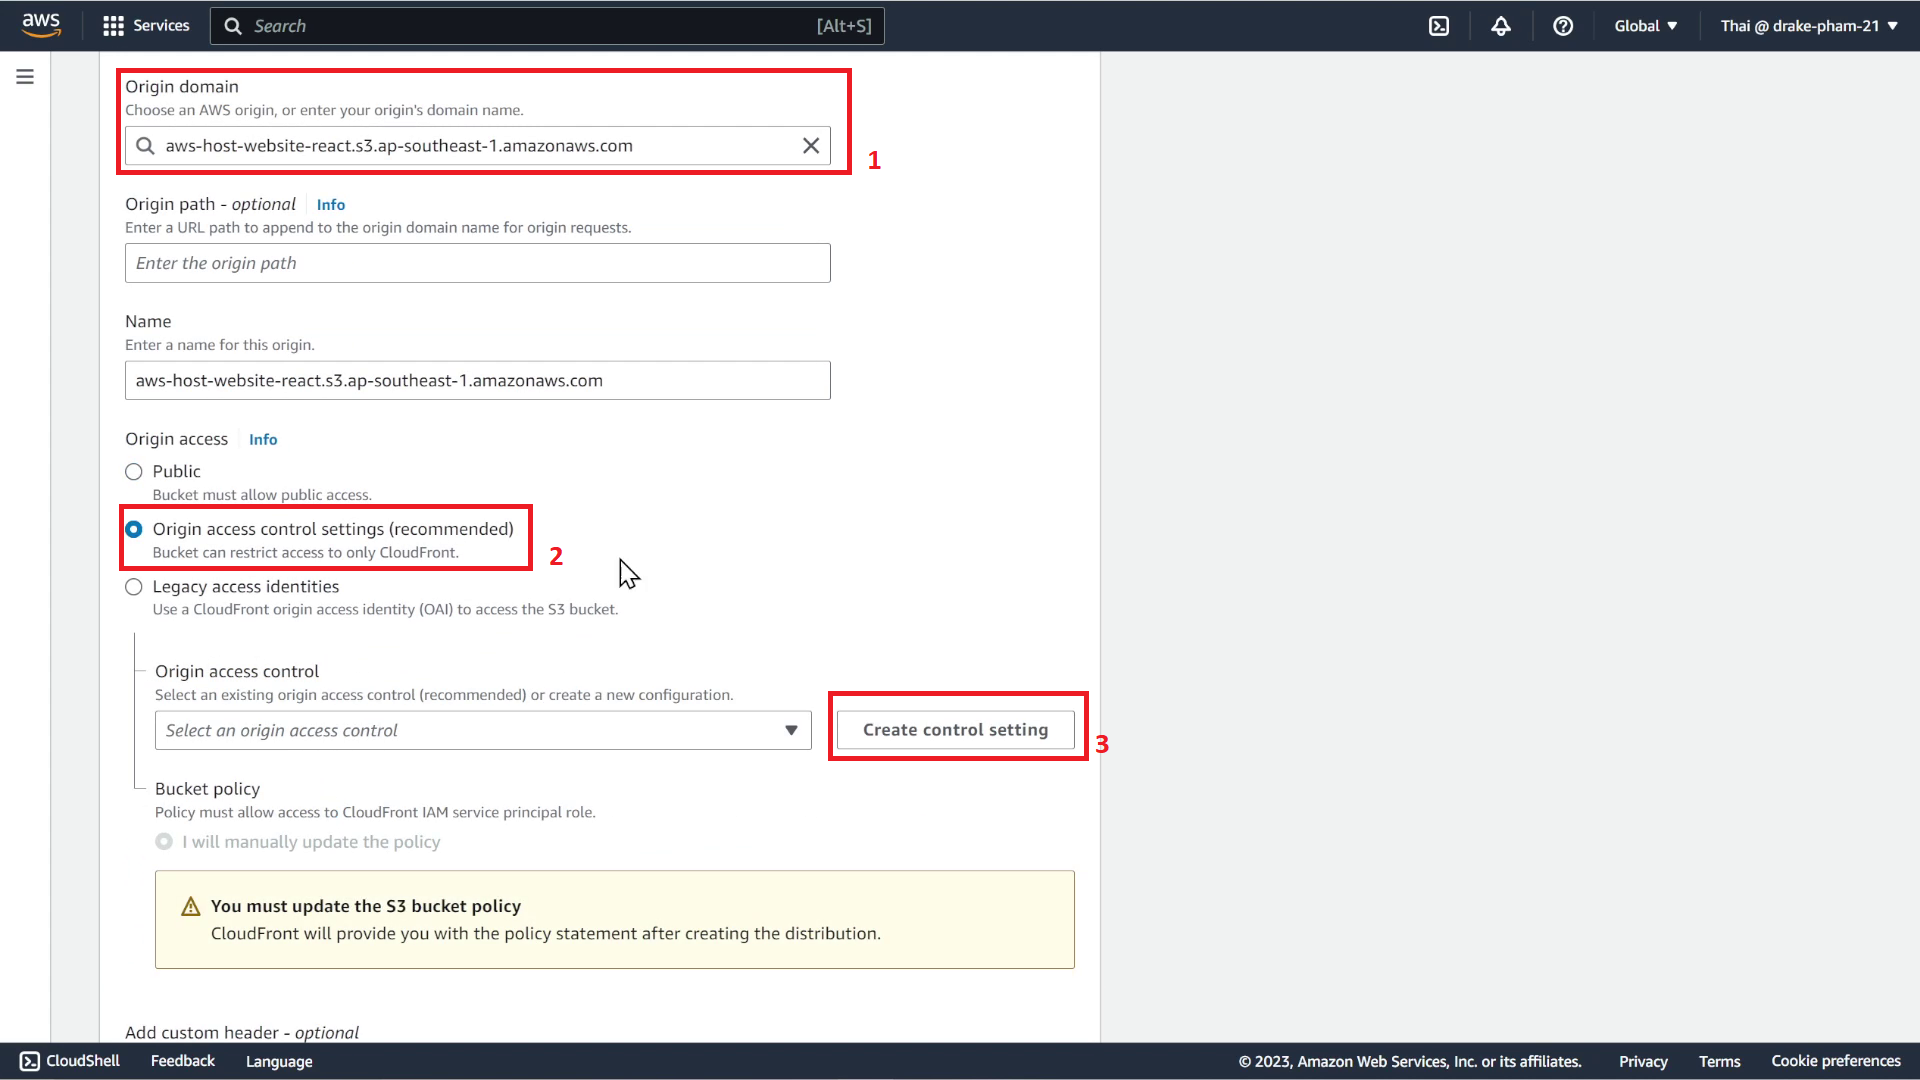 aws
Services
Search
[Alt+S]
Global
Thai @ drake-pham-21
Origin domain
Choose an AWS origin, or enter your origin's domain name.
aws-host-website-react.s3.ap-southeast-1.amazonaws.com
1
Origin path - optional
Info
Enter a URL path to append to the origin domain name for origin requests.
Enter the origin path
Name
Enter a name for this origin.
aws-host-website-react.s3.ap-southeast-1.amazonaws.com
Origin access
Info
Public
Bucket must allow public access.
Origin access control settings (recommended)
Bucket can restrict access to only CloudFront.
2
Legacy access identities
Use a CloudFront origin access identity (OAI) to access the S3 bucket.
Origin access control
Select an existing origin access control (recommended) or create a new configuration.
Select an origin access control
Create control setting
3
Bucket policy
Policy must allow access to CloudFront IAM service principal role.
I will manually update the policy
You must update the S3 bucket policy
CloudFront will provide you with the policy statement after creating the distribution.
Add custom header - optional
CloudShell
Feedback
Language
© 2023, Amazon Web Services, Inc. or its affiliates.
Privacy
Terms
Cookie preferences